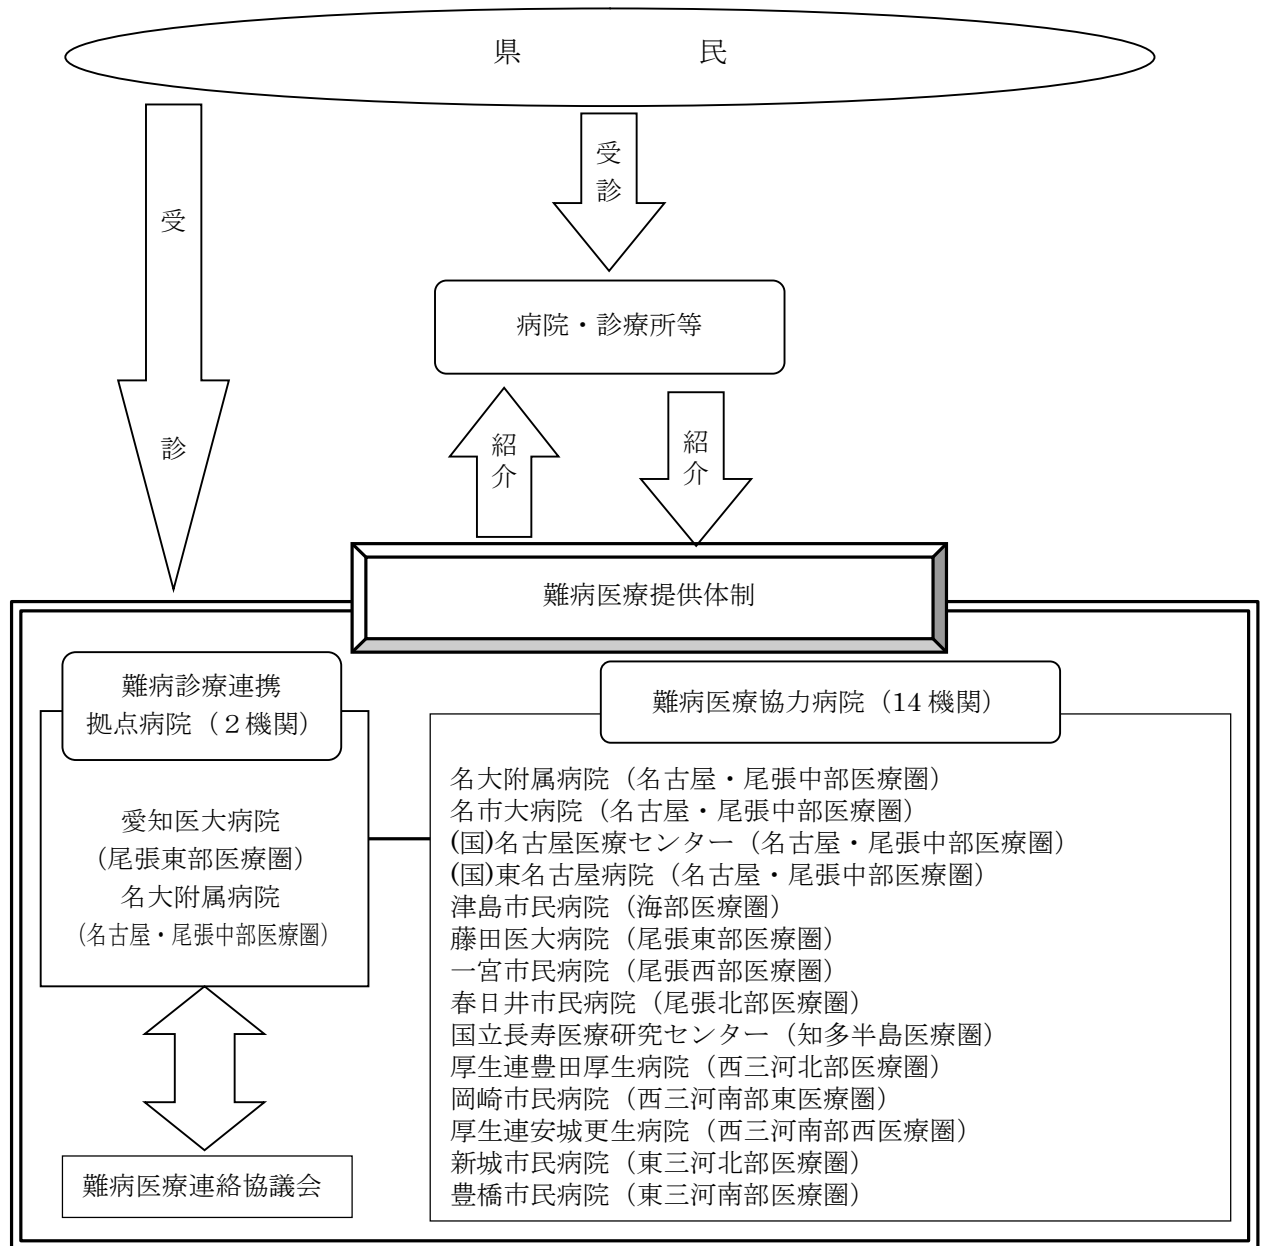 県　民
受診
受診
病院・診療所等
紹介
紹介
難病医療提供体制
難病診療連携
拠点病院（２機関）
愛知医大病院
（尾張東部医療圏）
名大附属病院
（名古屋・尾張中部医療圏）
難病医療連絡協議会
難病医療協力病院（14 機関）
名大附属病院（名古屋・尾張中部医療圏）
名市大病院（名古屋・尾張中部医療圏）
(国)名古屋医療センター（名古屋・尾張中部医療圏）
(国)東名古屋病院（名古屋・尾張中部医療圏）
津島市民病院（海部医療圏）
藤田医大病院（尾張東部医療圏）
一宮市民病院（尾張西部医療圏）
春日井市民病院（尾張北部医療圏）
国立長寿医療研究センター（知多半島医療圏）
厚生連豊田厚生病院（西三河北部医療圏）
岡崎市民病院（西三河南部東医療圏）
厚生連安城更生病院（西三河南部西医療圏）
新城市民病院（東三河北部医療圏）
豊橋市民病院（東三河南部医療圏）